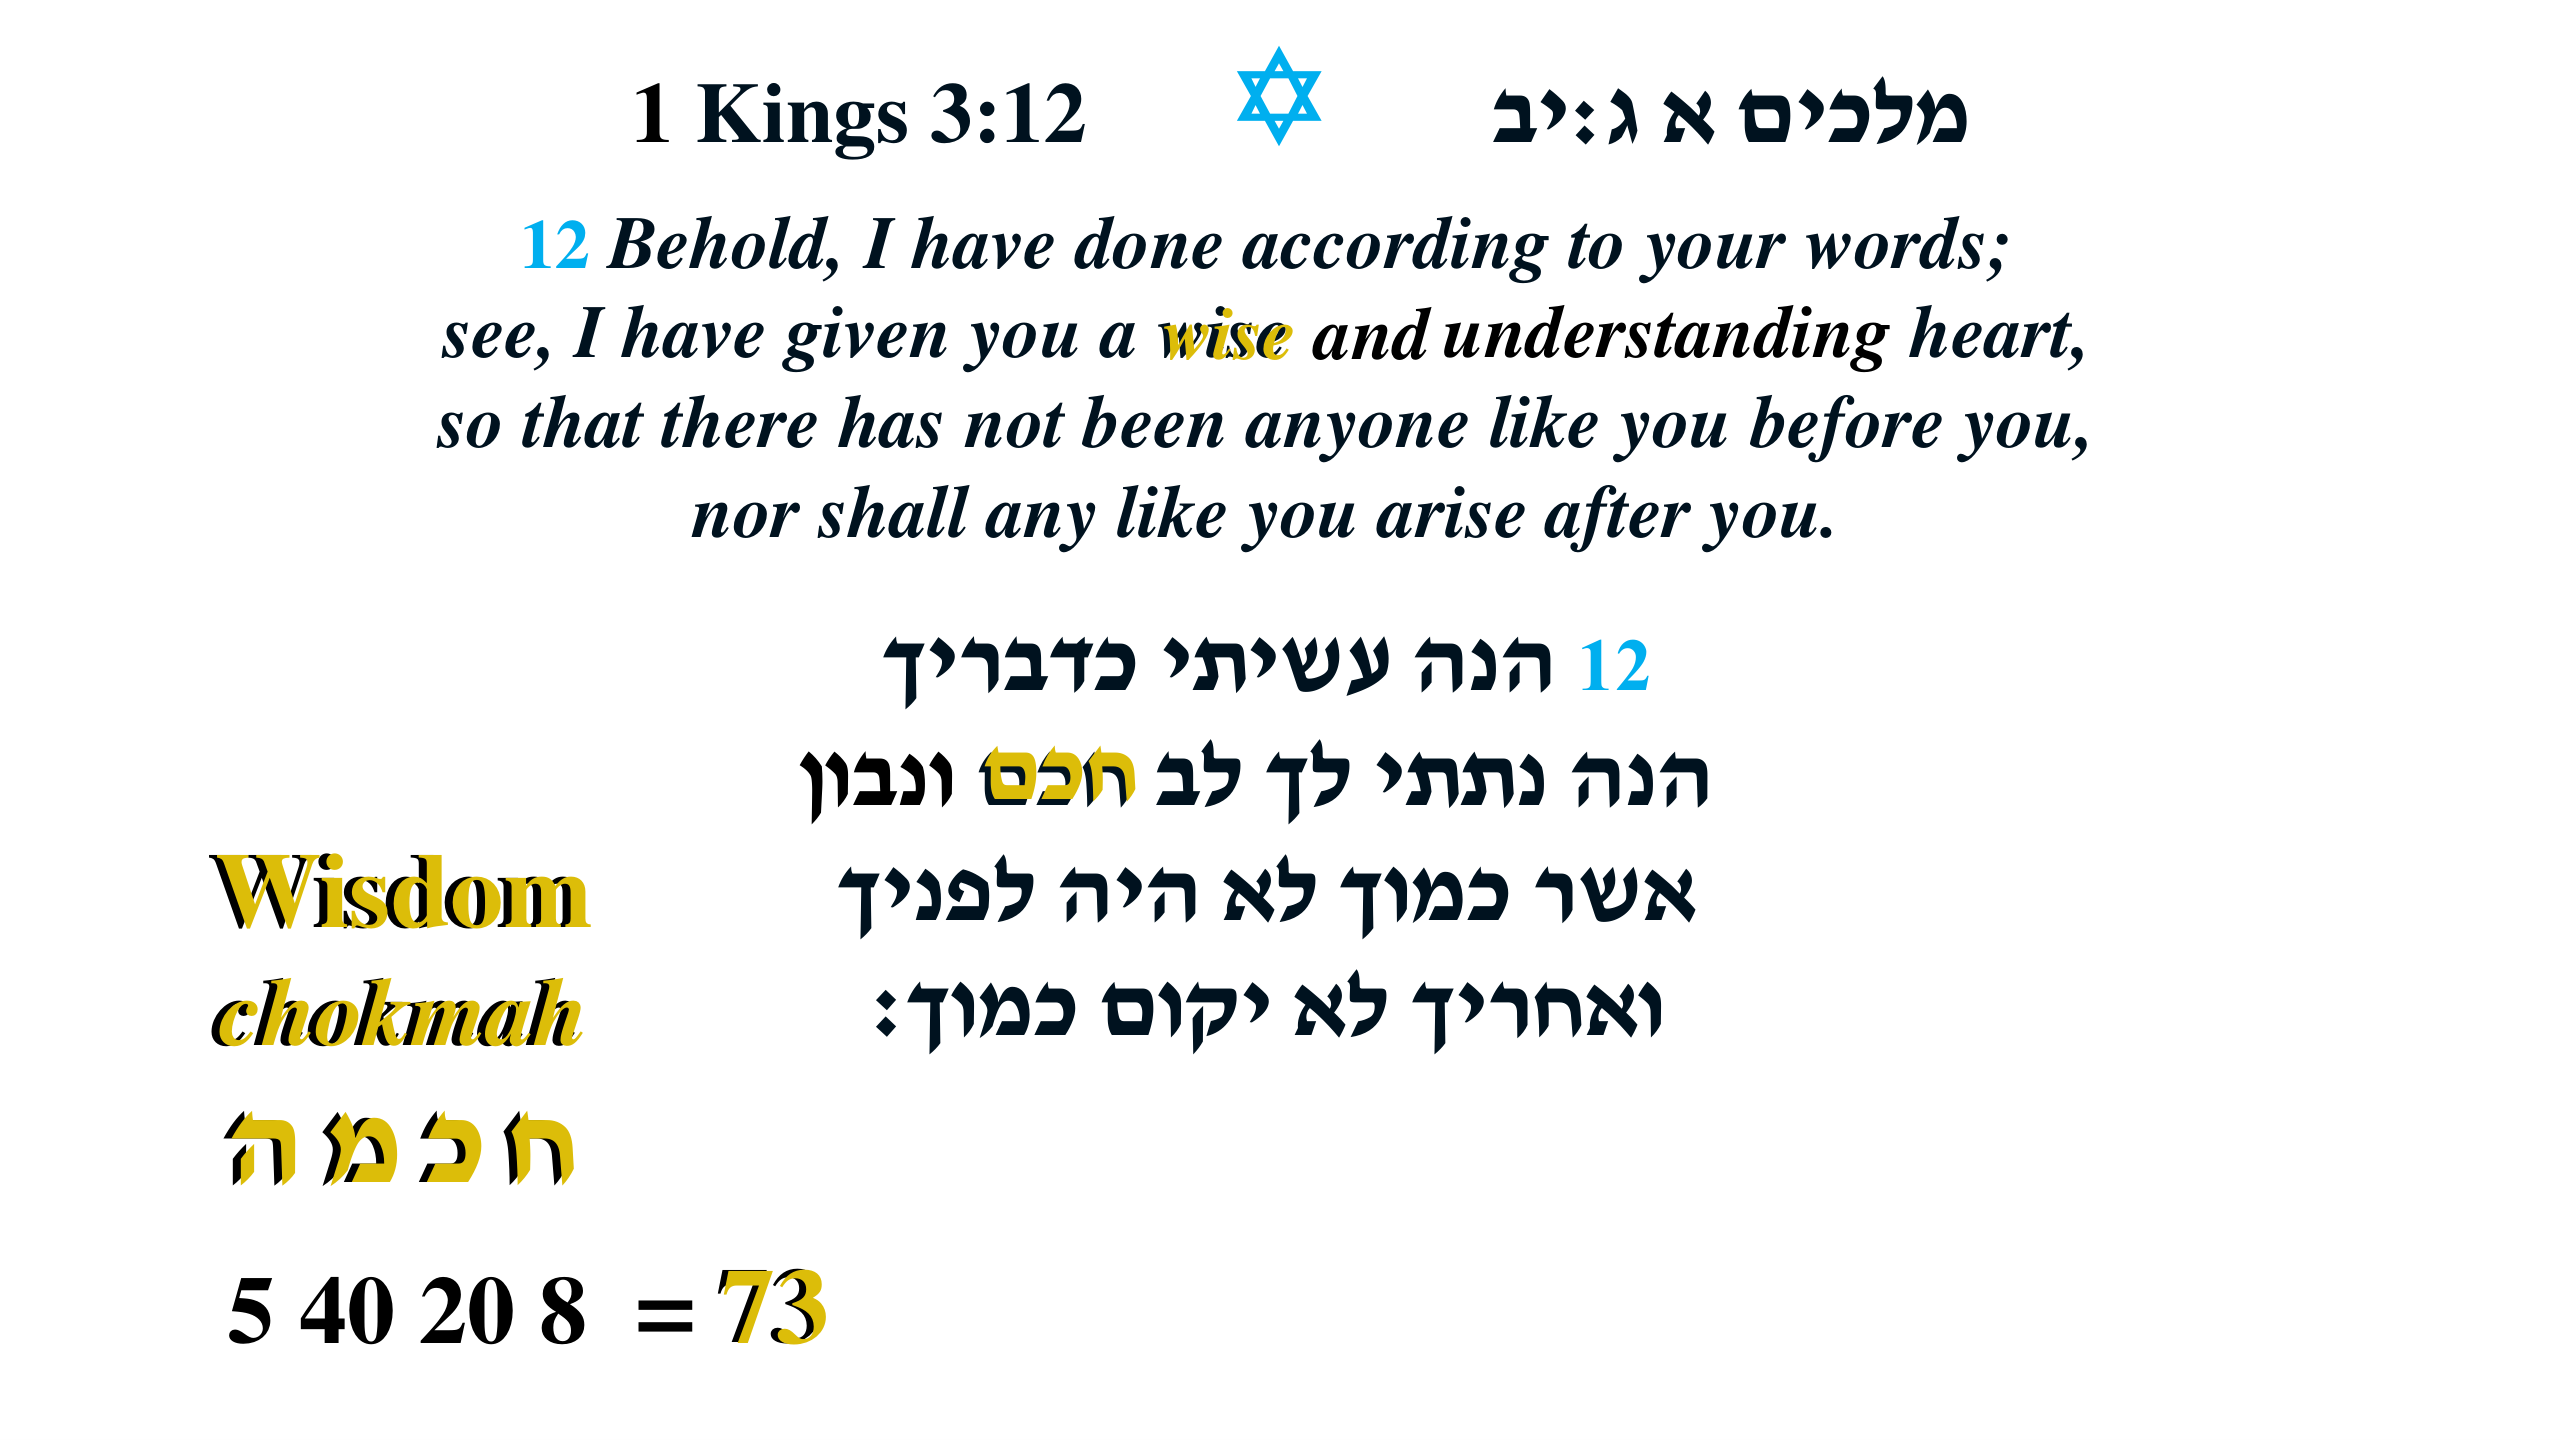 1 Kings 3:12 ✡ מלכים א ג:יב
12 Behold, I have done according to your words;
see, I have given you a wise and understanding heart,
so that there has not been anyone like you before you,
nor shall any like you arise after you.
12 הנה עשיתי כדבריך
הנה נתתי לך לב חכם ונבון
אשר כמוך לא היה לפניך
ואחריך לא יקום כמוך:
Wisdom
chokmah
ח כ מ ה
5 40 20 8 = 73